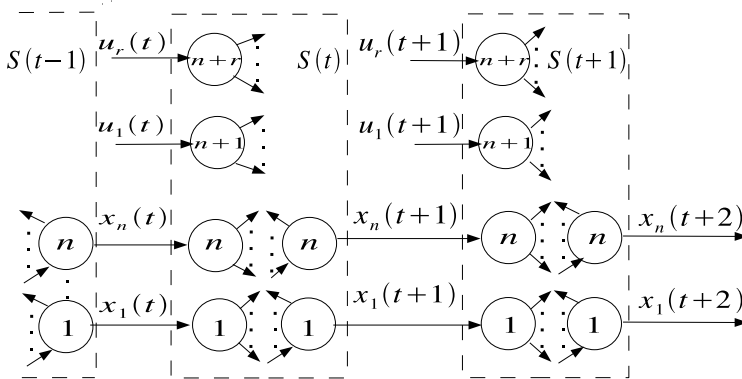 S(t−1) u_r(t) n+r S(t) u_r(t+1) n+r S(t+1)
u_1(t) n+1 u_1(t+1) n+1
n x_n(t) n n x_n(t+1) n n x_n(t+2)
1 x_1(t) 1 1 x_1(t+1) 1 1 x_1(t+2)